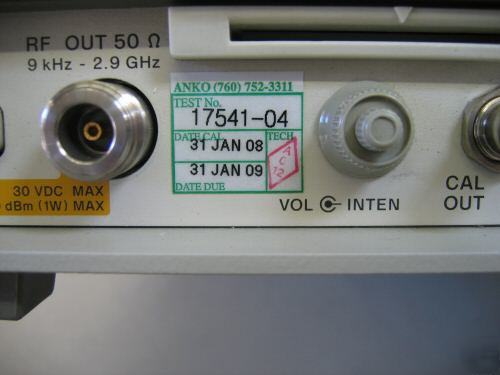 RF OUT 50 Ω
9 kHz - 2.9 GHz
ANKO (760) 752-3311
TEST No.
17541-04
DATE CAL
TECH
31 JAN 08
31 JAN 09
DATE DUE
A
C
12
30 VDC MAX
dBm (1W) MAX
VOL INTEN
CAL
OUT